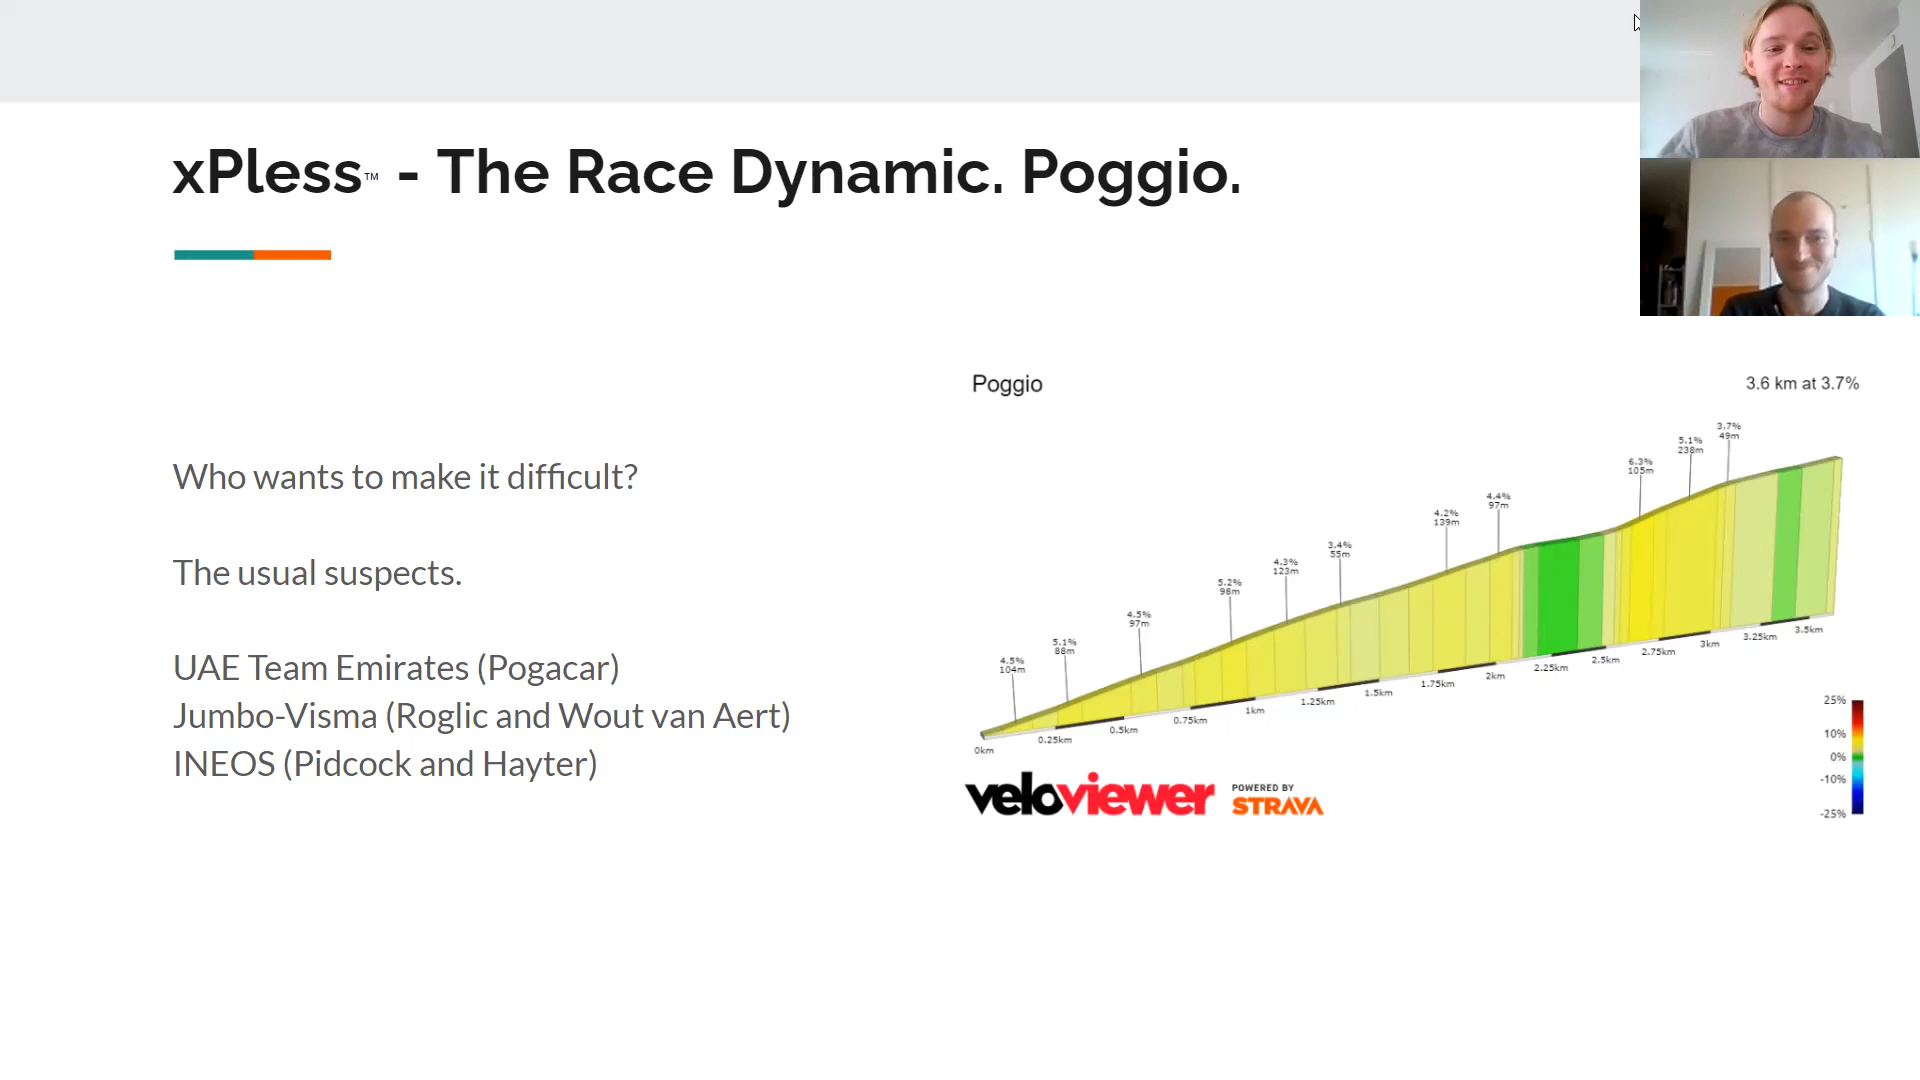 xPless™ - The Race Dynamic. Poggio.
Who wants to make it difficult?
The usual suspects.
UAE Team Emirates (Pogacar)
Jumbo-Visma (Roglic and Wout van Aert)
INEOS (Pidcock and Hayter)
Poggio
3.6 km at 3.7%
4.5%
104m
5.1%
88m
4.5%
97m
5.2%
98m
4.3%
123m
3.4%
55m
4.2%
139m
4.4%
97m
6.3%
105m
5.1%
238m
3.7%
49m
0km
0.25km
0.5km
0.75km
1km
1.25km
1.5km
1.75km
2km
2.25km
2.5km
2.75km
3km
3.25km
3.5km
25%
10%
0%
-10%
-25%
veloviewer
POWERED BY
STRAVA